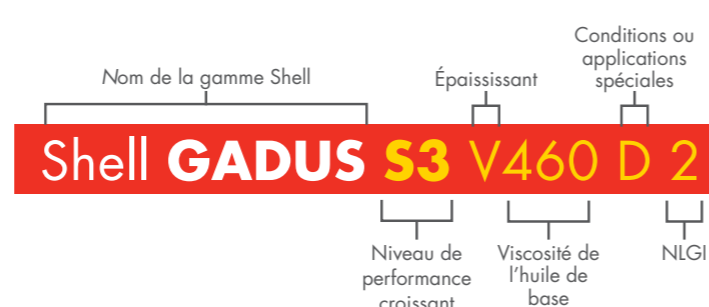 Conditions ou
applications
spéciales
Nom de la gamme Shell
Épaississant
Shell GADUS S3 V460 D 2
Niveau de
performance
croissant
Viscosité de
l'huile de
base
NLGI